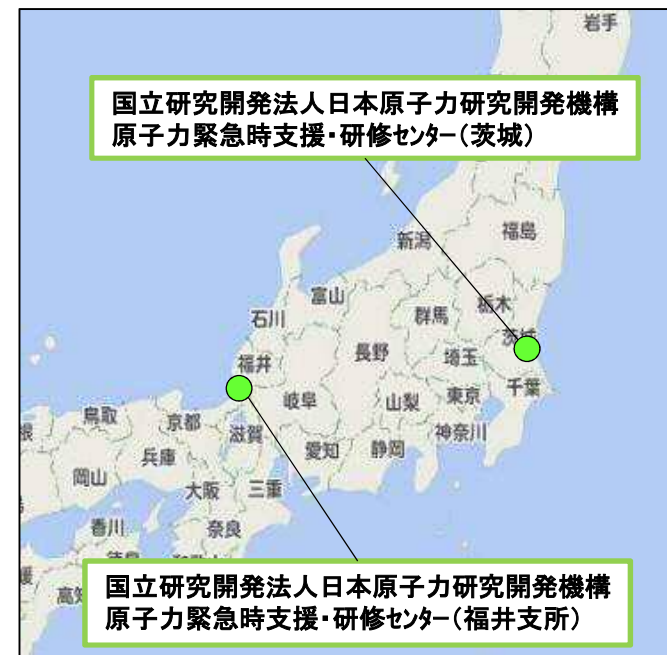 岩手
国立研究開発法人日本原子力研究開発機構
原子力緊急時支援・研修センター(茨城)
福島
新潟
富山
栃木
石川
群馬
茨城
長野
埼玉
福井
千葉
岐阜
山梨
東京
鳥取
京都
滋賀
神奈川
愛知
静岡
兵庫
岡山
大阪
三重
香川
奈良
国立研究開発法人日本原子力研究開発機構
原子力緊急時支援・研修センター(福井支所)